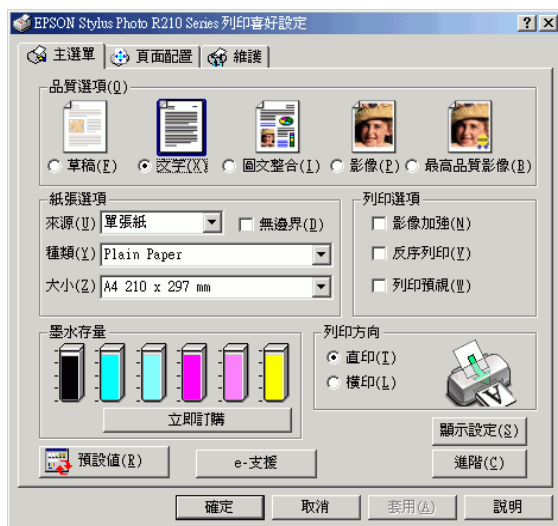 EPSON Stylus Photo R210 Series 列印喜好設定
主選單 頁面配置 維護
品質選項(Q)
草稿(F) 文字(X) 圖文整合(I) 影像(P) 最高品質影像(B)
紙張選項
來源(U) 單張紙 無邊界(D)
種類(Y) Plain Paper
大小(Z) A4 210 x 297 mm
列印選項
影像加強(N)
反序列印(V)
列印預視(W)
墨水存量
立即訂購
列印方向
直印(T)
橫印(L)
A
顯示設定(S)
預設值(R) e-支援 進階(C)
確定 取消 套用(A) 說明